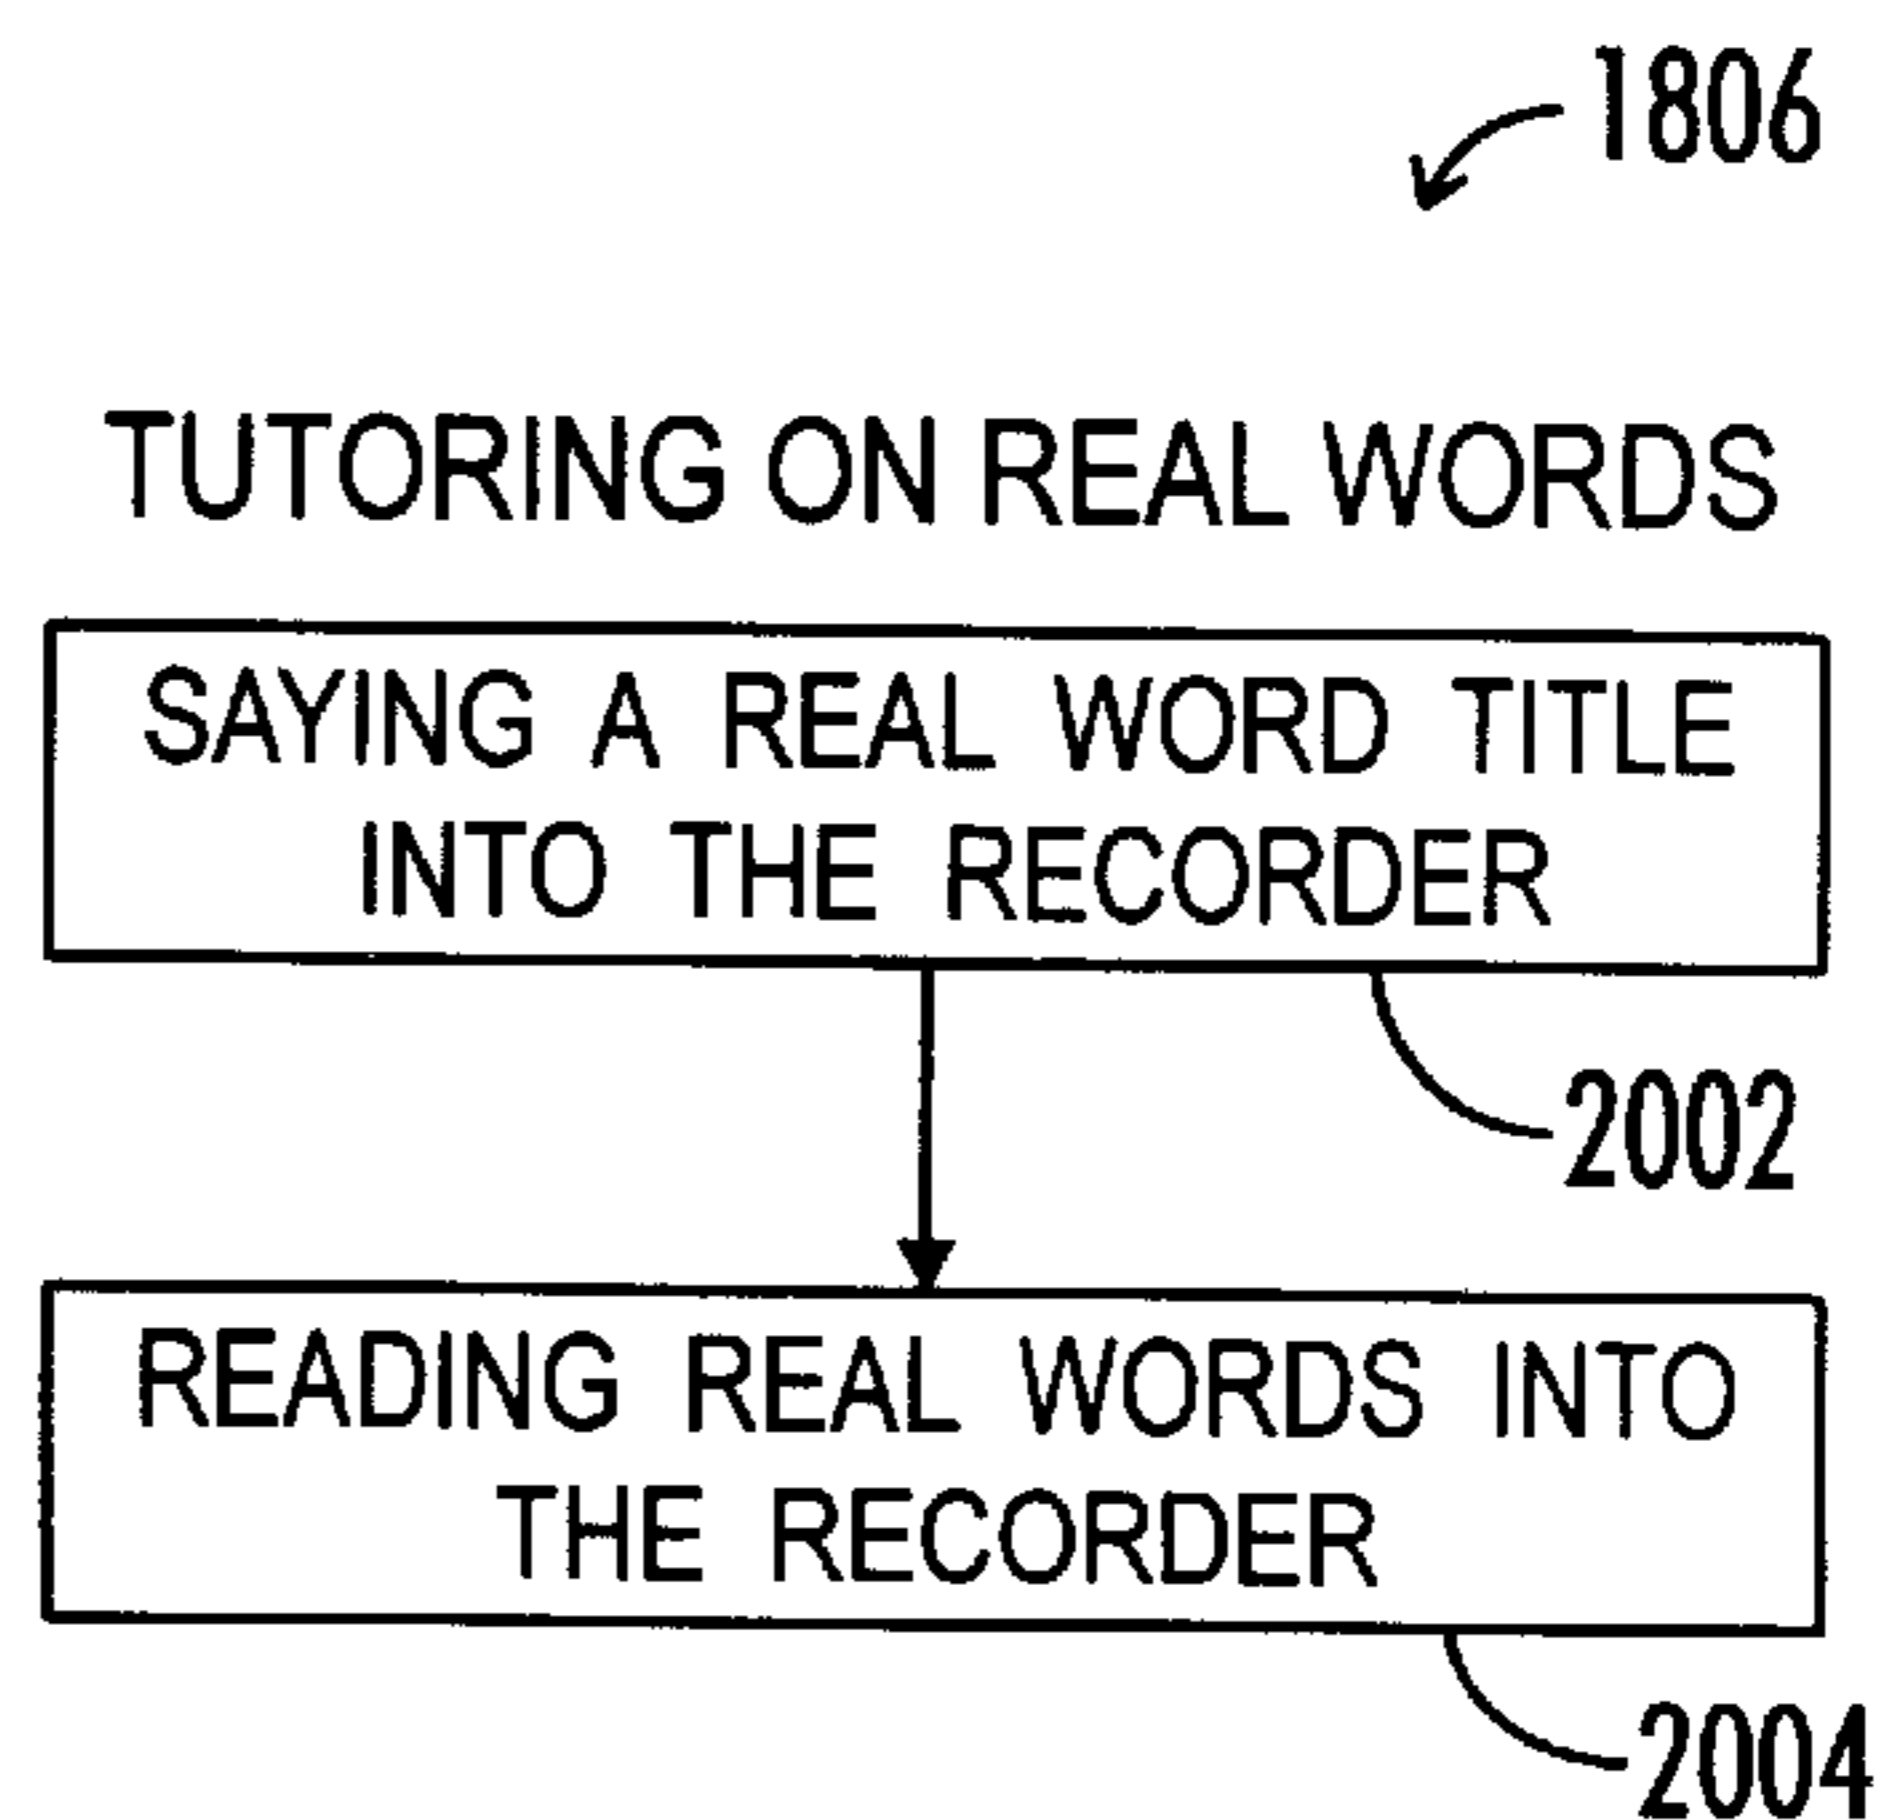 1806
TUTORING ON REAL WORDS
SAYING A REAL WORD TITLE
INTO THE RECORDER
2002
READING REAL WORDS INTO
THE RECORDER
2004